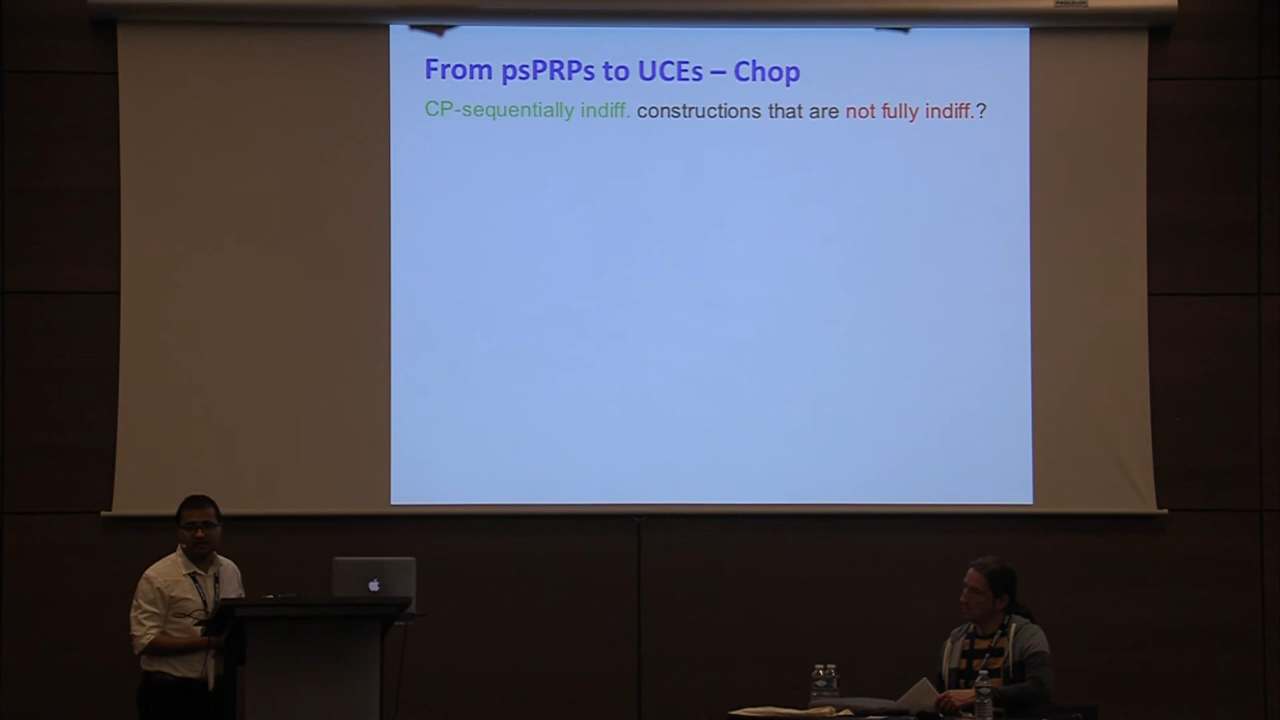 From psPRPs to UCEs – Chop
CP-sequentially indiff. constructions that are not fully indiff.?